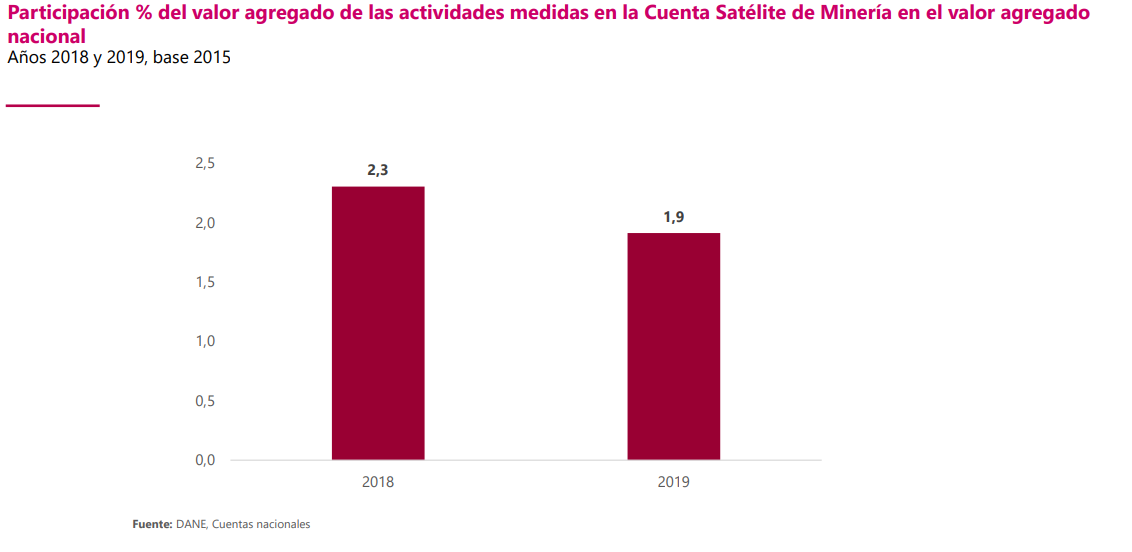 Participación % del valor agregado de las actividades medidas en la Cuenta Satélite de Minería en el valor agregado
nacional
Años 2018 y 2019, base 2015
2,5
2,3
2,0
1,9
1,5
1,0
0,5
0,0
2018
2019
Fuente: DANE, Cuentas nacionales